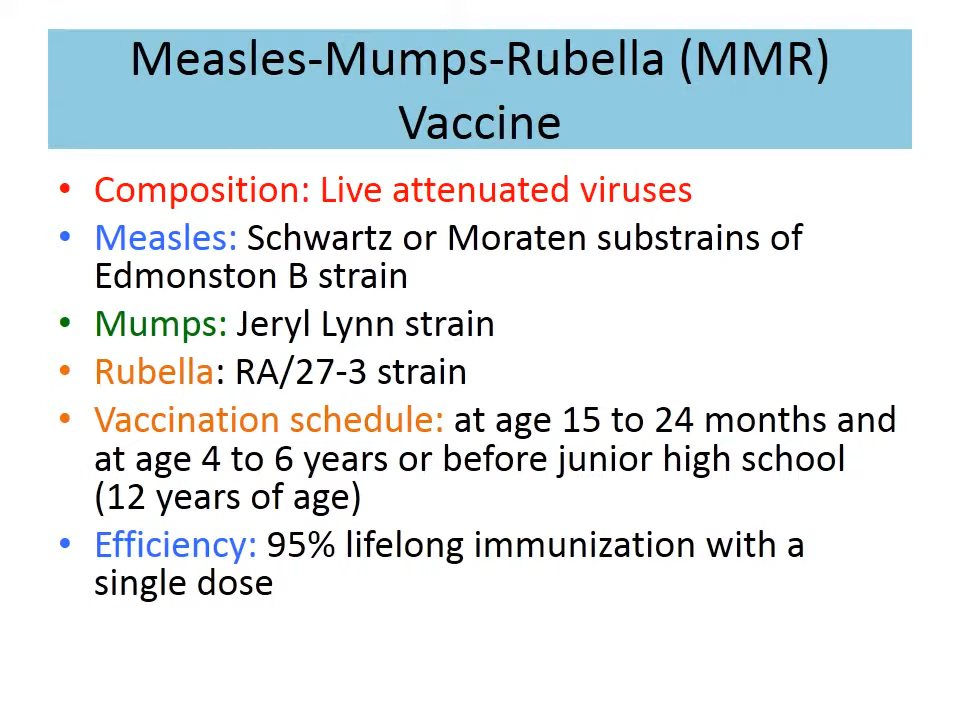 Measles-Mumps-Rubella (MMR)
Vaccine
• Composition: Live attenuated viruses
• Measles: Schwartz or Moraten substrains of
Edmonston B strain
• Mumps: Jeryl Lynn strain
• Rubella: RA/27-3 strain
• Vaccination schedule: at age 15 to 24 months and
at age 4 to 6 years or before junior high school
(12 years of age)
• Efficiency: 95% lifelong immunization with a
single dose